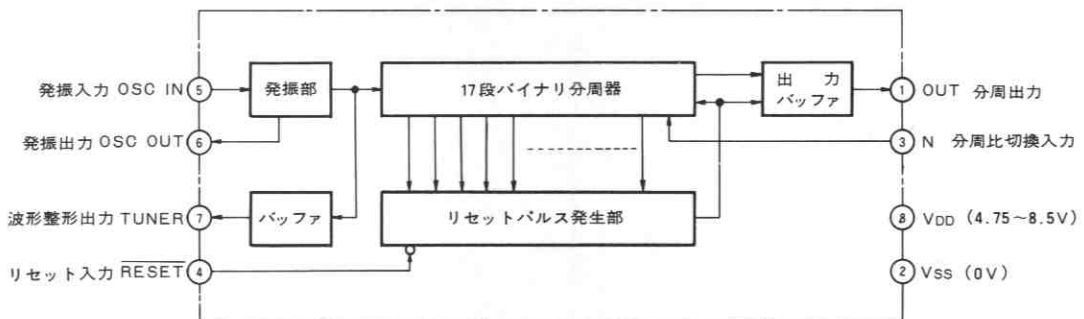 発振入力 OSC IN ⑤
発振部
17段バイナリ分周器
出力
バッファ
① OUT 分周出力
発振出力 OSC OUT ⑥
③ N 分周比切換入力
波形整形出力 TUNER ⑦
バッファ
リセットパルス発生部
⑧ VDD (4.75~8.5V)
リセット入力 RESET ④
② VSS (0V)